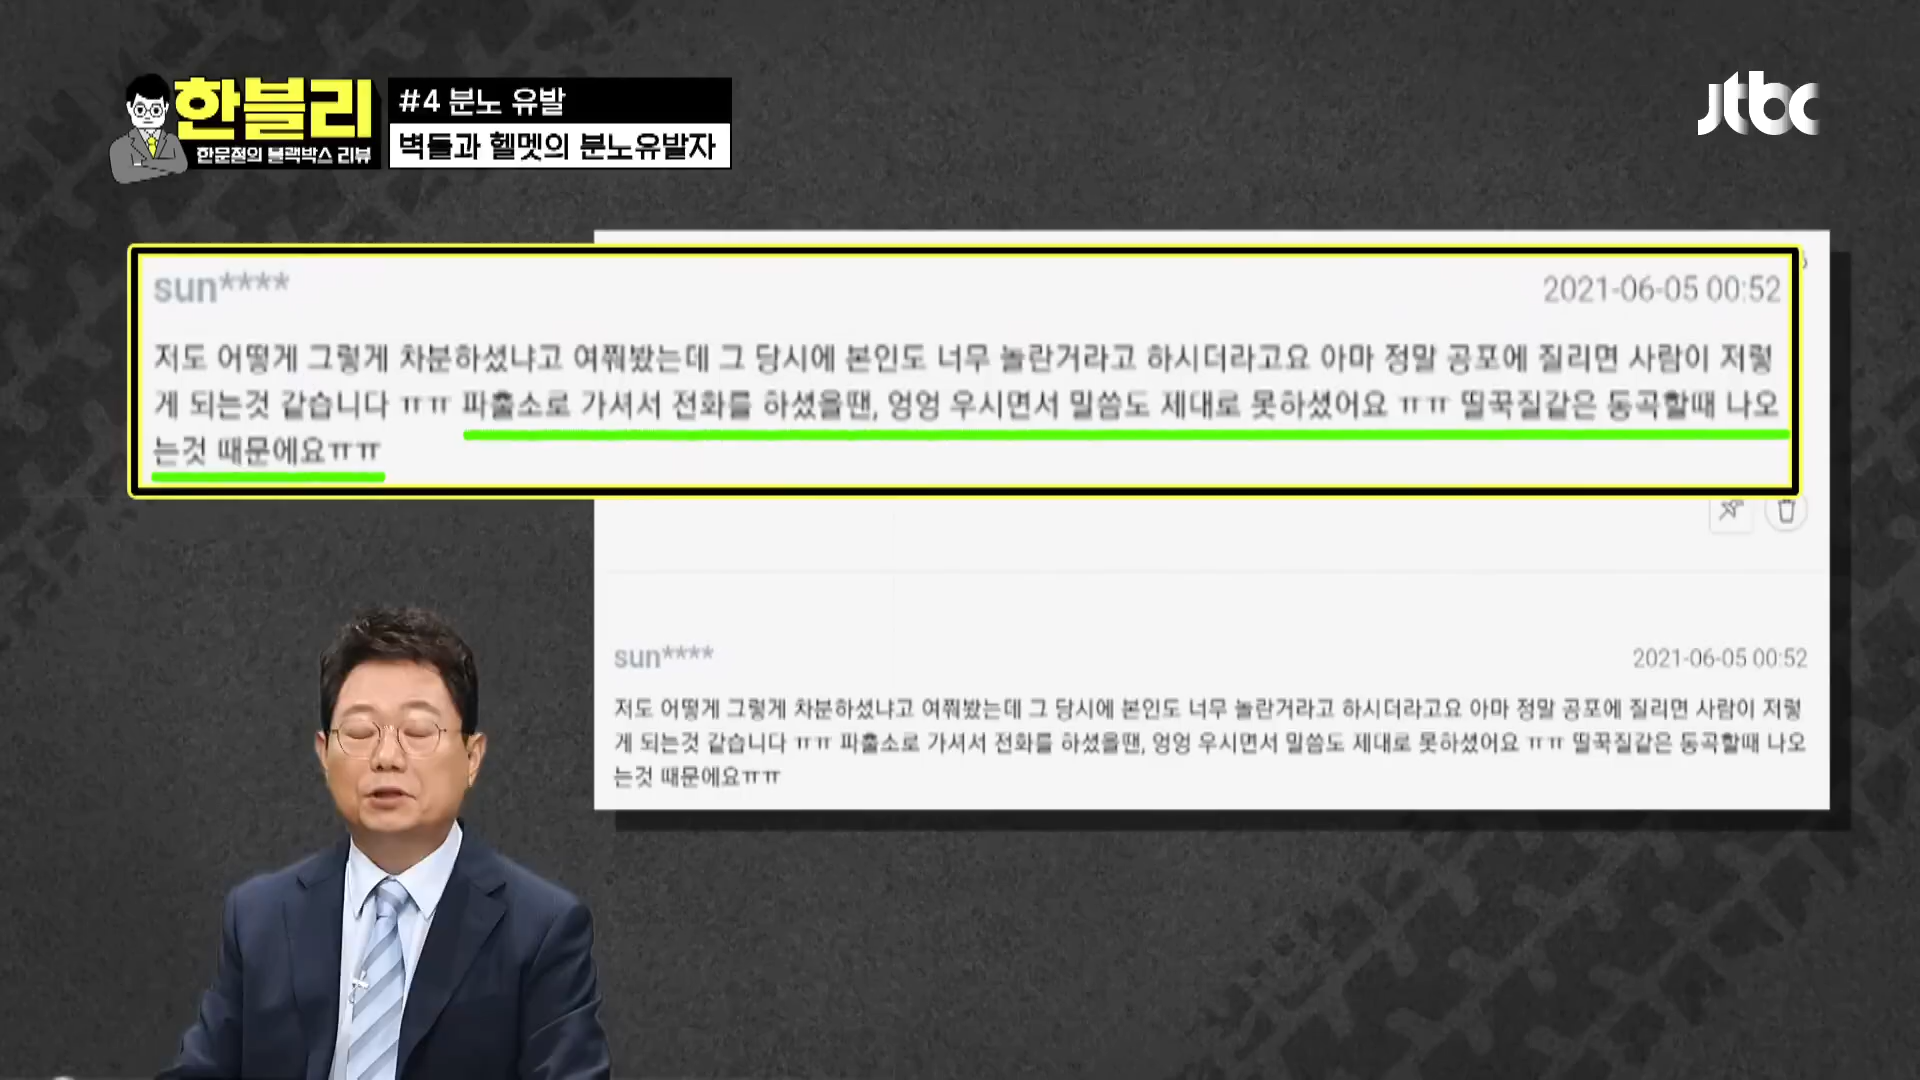 한블리
한문철의 블랙박스 리뷰
#4 분노 유발
벽돌과 헬멧의 분노유발자
jtbc
sun****
2021-06-05 00:52
저도 어떻게 그렇게 차분하셨냐고 여쭤봤는데 그 당시에 본인도 너무 놀란거라고 하시더라고요 아마 정말 공포에 질리면 사람이 저렇
게 되는것 같습니다 ㅠㅠ 파출소로 가셔서 전화를 하셨을땐, 엉엉 우시면서 말씀도 제대로 못하셨어요 ㅠㅠ 딸꾹질같은 통곡할때 나오
는것 때문에요ㅠㅠ
sun****
2021-06-05 00:52
저도 어떻게 그렇게 차분하셨냐고 여쭤봤는데 그 당시에 본인도 너무 놀란거라고 하시더라고요 아마 정말 공포에 질리면 사람이 저렇
게 되는것 같습니다 ㅠㅠ 파출소로 가셔서 전화를 하셨을땐, 엉엉 우시면서 말씀도 제대로 못하셨어요 ㅠㅠ 딸꾹질같은 통곡할때 나오
는것 때문에요ㅠㅠ